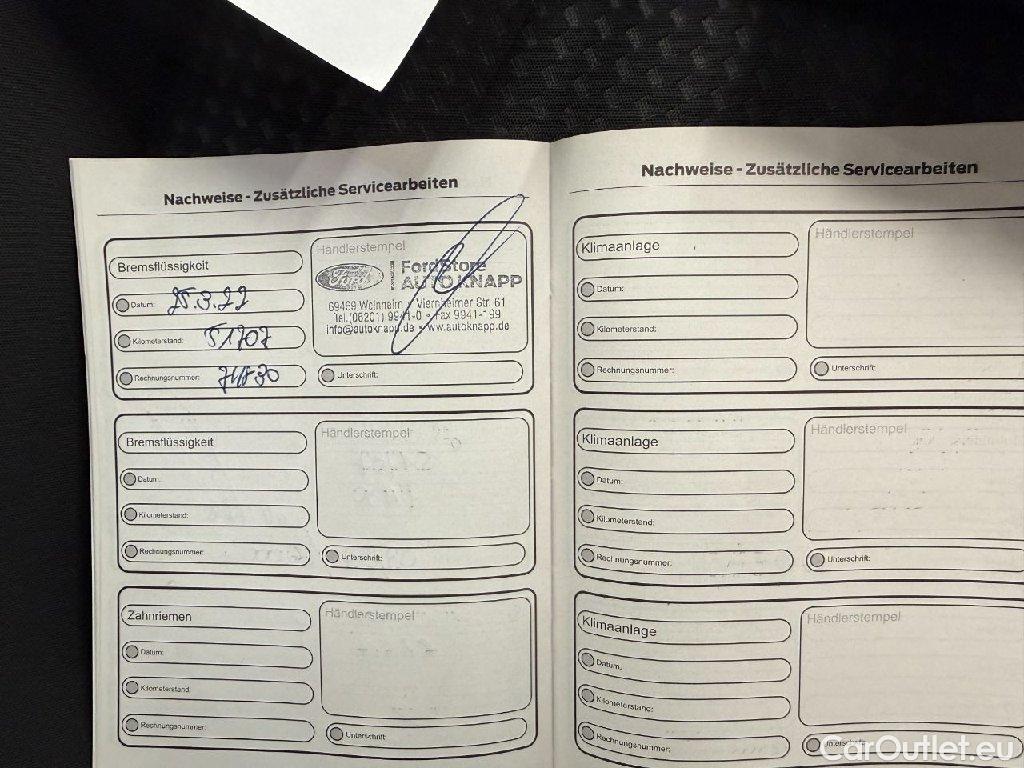 Nachweise - Zusätzliche Servicearbeiten
Bremsflüssigkeit
Datum: 25.3.22
Kilometerstand: 51707
Rechnungsnummer:
Händlerstempel
Ford
FordStore
AUTO KNAPP
69469 Weinheim / Viernheimer Str. 61
Tel. (06201) 9941-0 • Fax 9941-199
info@autoknapp.de • www.autoknapp.de
Unterschrift:
Bremsflüssigkeit
Datum:
Kilometerstand:
Rechnungsnummer:
Händlerstempel
Unterschrift:
Zahnriemen
Datum:
Kilometerstand:
Rechnungsnummer:
Händlerstempel
Unterschrift:
Nachweise - Zusätzliche Servicearbeiten
Klimaanlage
Datum:
Kilometerstand:
Rechnungsnummer:
Händlerstempel
Unterschrift:
Klimaanlage
Datum:
Kilometerstand:
Rechnungsnummer:
Händlerstempel
Unterschrift:
Klimaanlage
Datum:
Kilometerstand:
Rechnungsnummer:
Händlerstempel
Unterschrift:
CarOutlet.eu